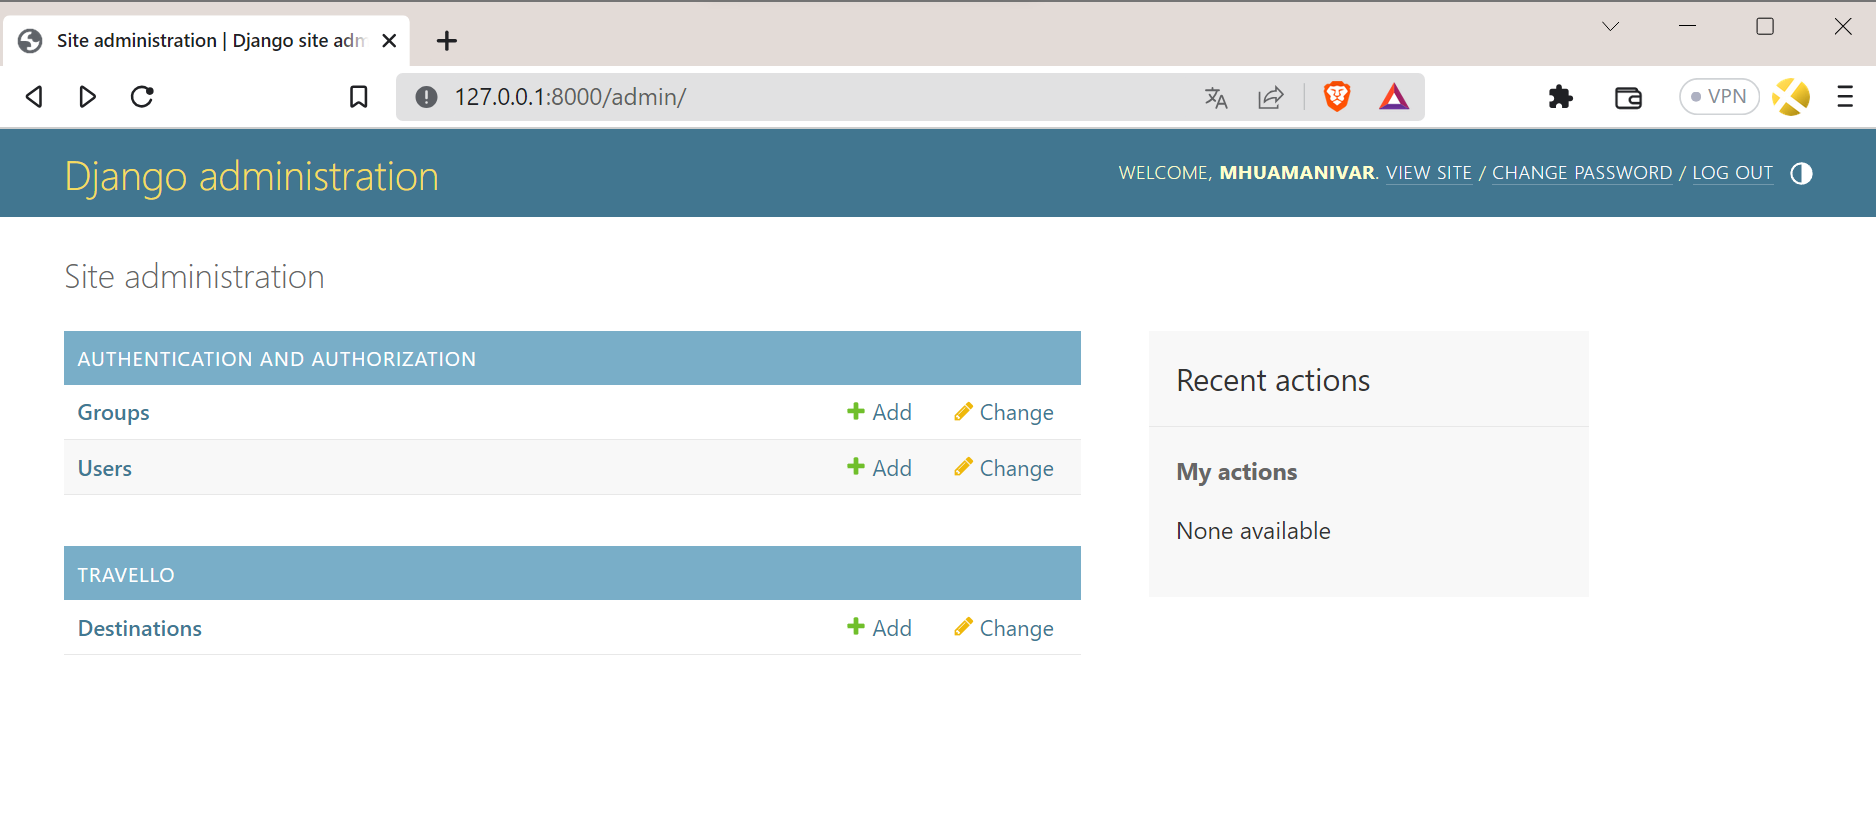 Site administration | Django site adm
127.0.0.1:8000/admin/
VPN
Django administration
WELCOME, MHUAMANIVAR. VIEW SITE / CHANGE PASSWORD / LOG OUT
Site administration
AUTHENTICATION AND AUTHORIZATION
Groups Add Change
Users Add Change
TRAVELLO
Destinations Add Change
Recent actions
My actions
None available